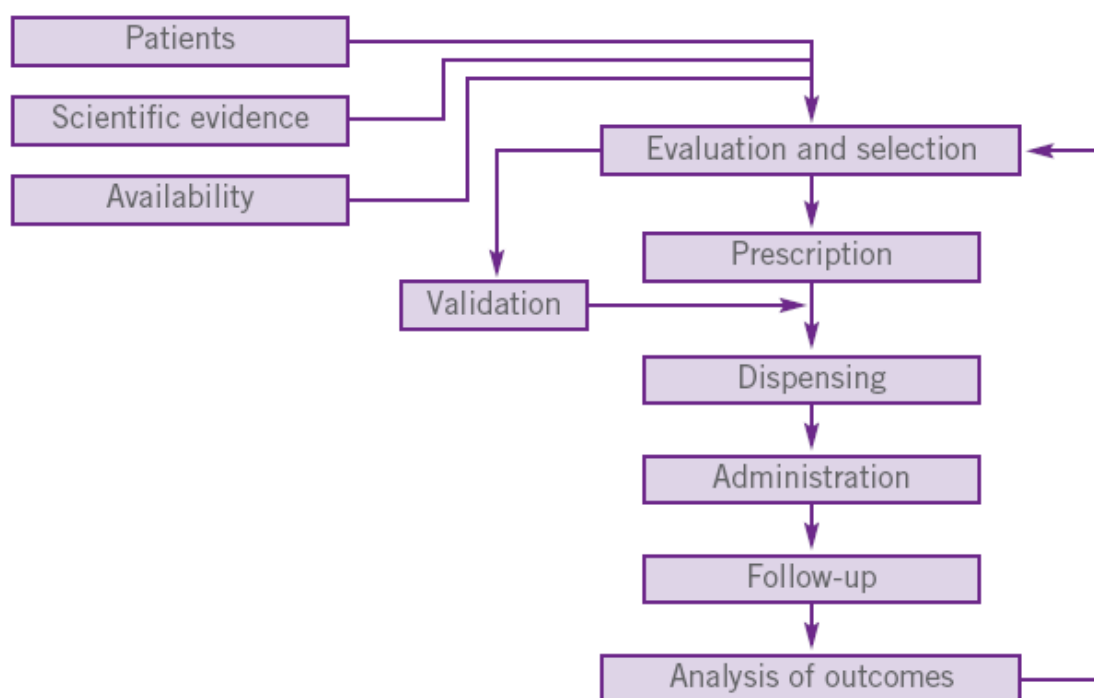 Patients
Scientific evidence
Availability
Evaluation and selection
Prescription
Validation
Dispensing
Administration
Follow-up
Analysis of outcomes